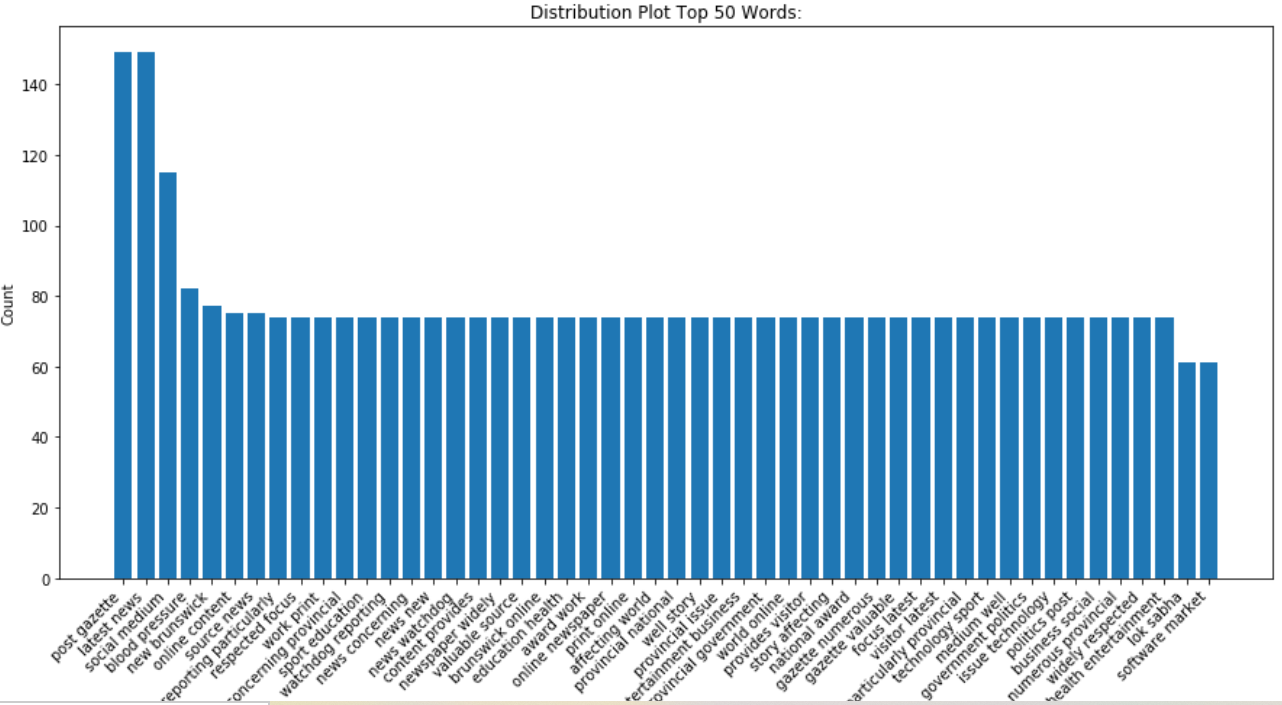 Distribution Plot Top 50 Words:
140
120
100
80
60
40
20
0
Count
post gazette
latest news
social medium
blood pressure
new brunswick
online content
source news
reporting particularly
respected focus
work print
concerning provincial
sport education
watchdog reporting
news concerning
news new
news watchdog
content provides
newspaper widely
valuable source
brunswick online
education health
award work
online newspaper
print online
affecting world
provincial national
well story
provincial issue
tertainment business
ovincial government
world online
provides visitor
story affecting
national award
gazette numerous
gazette valuable
focus latest
visitor latest
articularly provincial
technology sport
medium well
government politics
issue technology
politics post
business social
numerous provincial
widely respected
health entertainment
lok sabha
software market